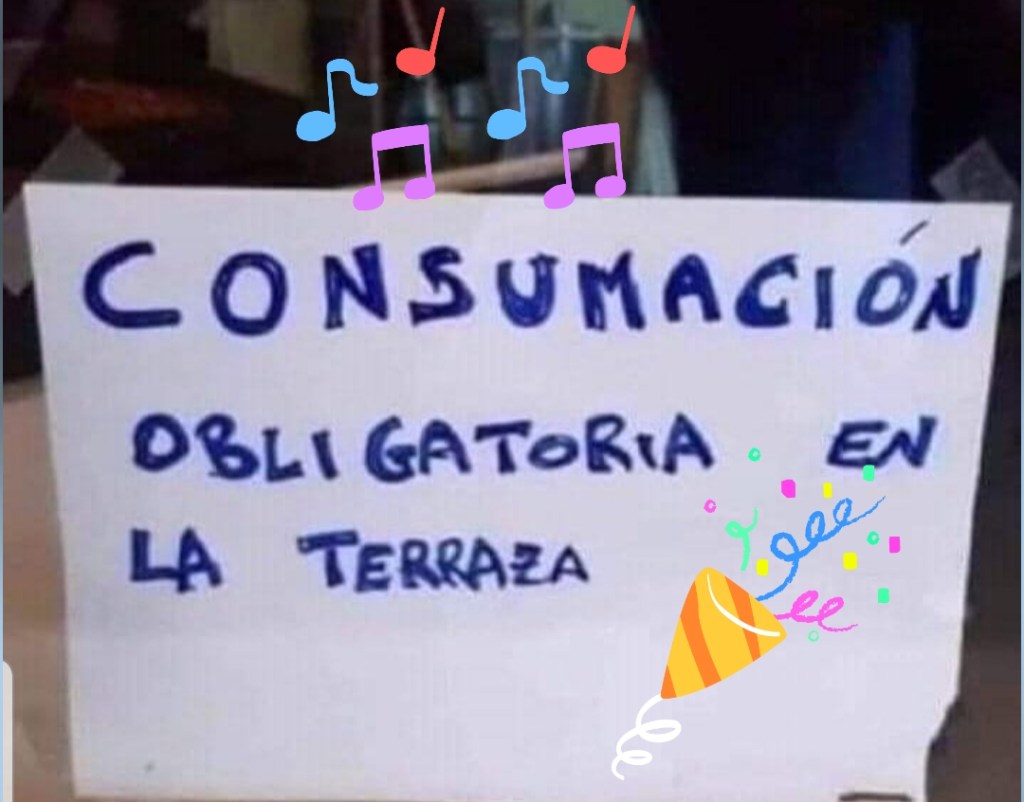 CONSUMACIÓN
OBLIGATORIA EN
LA TERRAZA